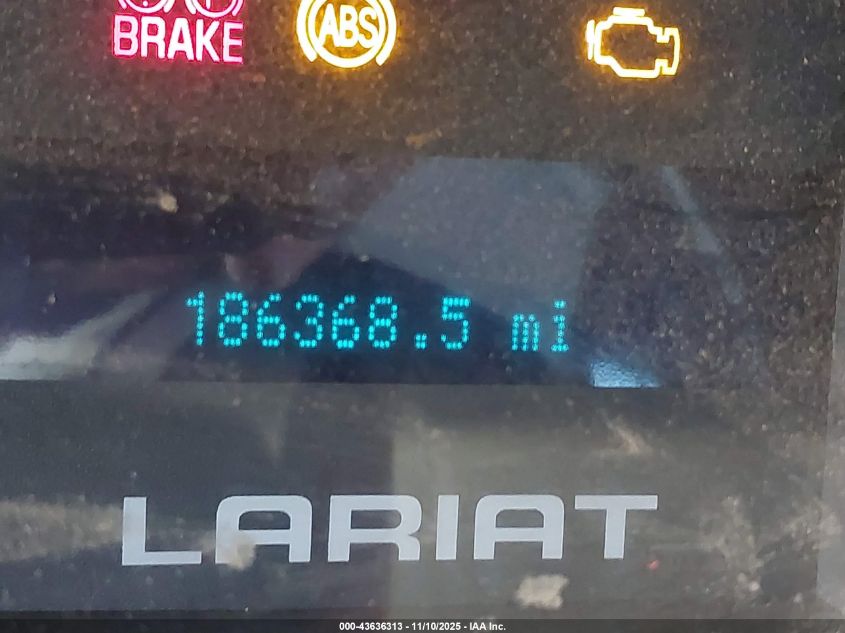 BRAKE ABS
186368.5 mi
LARIAT
000-43636313 - 11/10/2025 - IAA Inc.